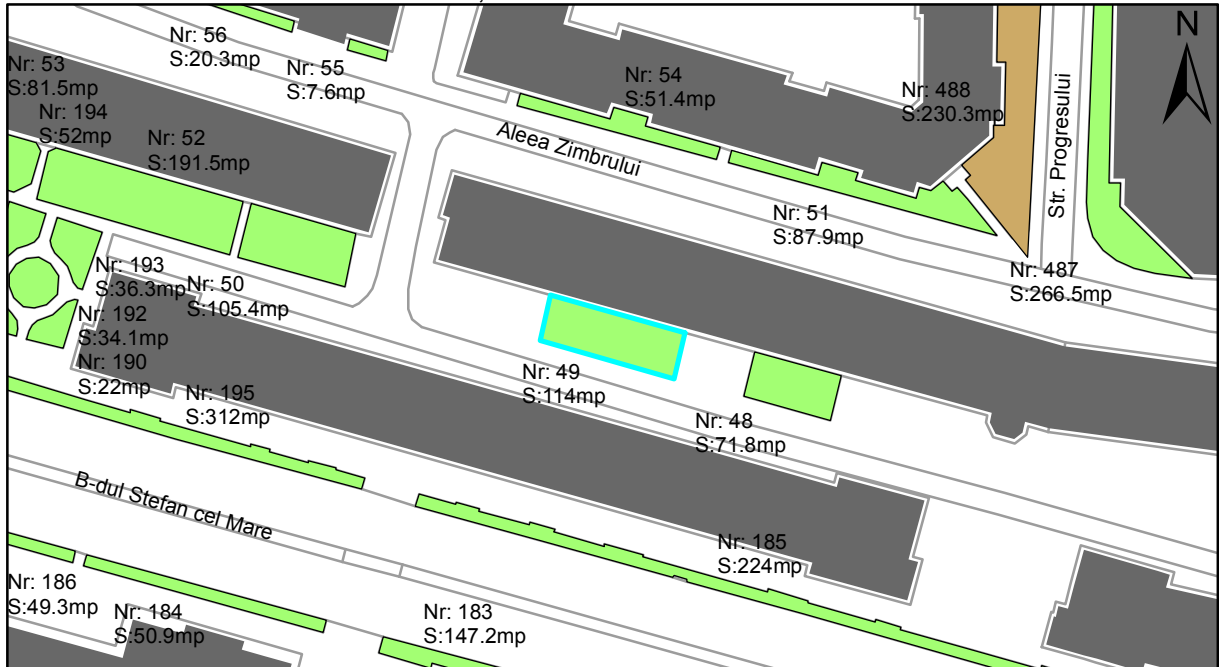 Nr: 56
S:20.3mp
N
Nr: 53
S:81.5mp
Nr: 55
S:7.6mp
Nr: 54
S:51.4mp
Nr: 488
S:230.3mp
Nr: 194
S:52mp
Nr: 52
S:191.5mp
Aleea Zimbrului
Str. Progresului
Nr: 51
S:87.9mp
Nr: 487
S:266.5mp
Nr: 193
S:36.3mp
Nr: 50
S:105.4mp
Nr: 192
S:34.1mp
Nr: 190
S:22mp
Nr: 195
S:312mp
Nr: 49
S:114mp
Nr: 48
S:71.8mp
B-dul Stefan cel Mare
Nr: 185
S:224mp
Nr: 186
S:49.3mp
Nr: 184
S:50.9mp
Nr: 183
S:147.2mp